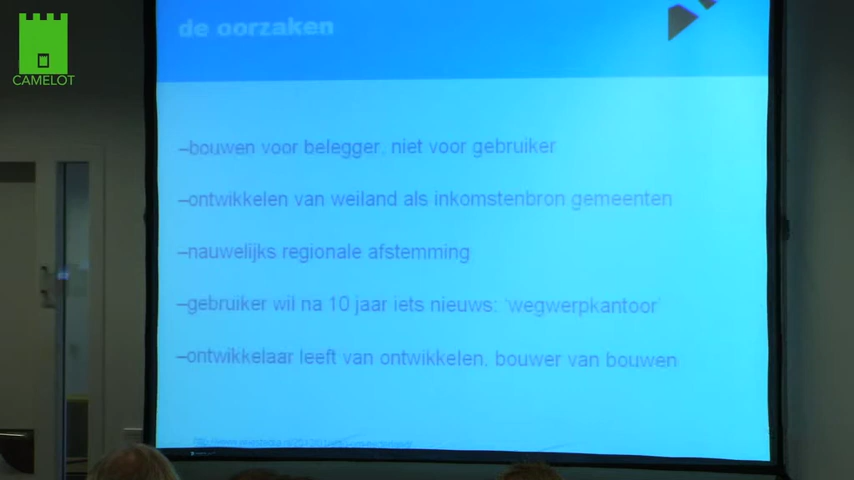 CAMELOT
de oorzaken
–bouwen voor belegger, niet voor gebruiker
–ontwikkelen van weiland als inkomstenbron gemeenten
–nauwelijks regionale afstemming
–gebruiker wil na 10 jaar iets nieuws: ‘wegwerpkantoor’
–ontwikkelaar leeft van ontwikkelen, bouwer van bouwen